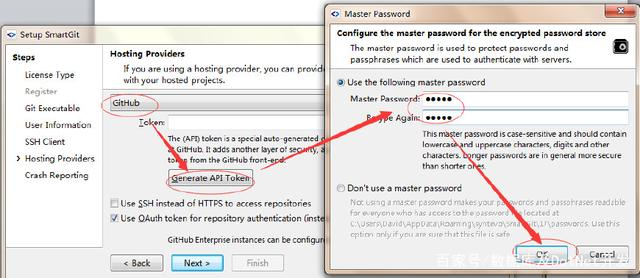 Setup SmartGit
Steps
License Type
Register
Git Executable
User Information
SSH Client
Hosting Providers
Crash Reporting
Hosting Providers
If you are using a hosting provider, you can provide
with your hosted projects.
GitHub
Token:
The (API) token is a special auto-generated
at GitHub. It adds another layer of security, a
token from the GitHub front-end.
Generate API Token
Use SSH instead of HTTPS to access repositories
Use OAuth token for repository authentication (inste
GitHub Enterprise instances can be configured
< Back
Next >
Finish
Master Password
Configure the master password for the encrypted password store
The master password is used to protect passwords and
passphrases which are used to authenticate with servers.
Use the following master password
Master Password: •••••
Retype Again: •••••
This master password is case-sensitive and should contain
lowercase and uppercase characters, digits and other
characters. Longer passwords are in general more secure
than shorter ones.
Don't use a master password
Not using a master password makes your passwords and passphrases readable
for everyone who has access to the password file located at
C:\Users\David\AppData\Roaming\syntevo\SmartGit\17\passwords. Use this
option only if you are sure that this file is safe.
OK
Cancel